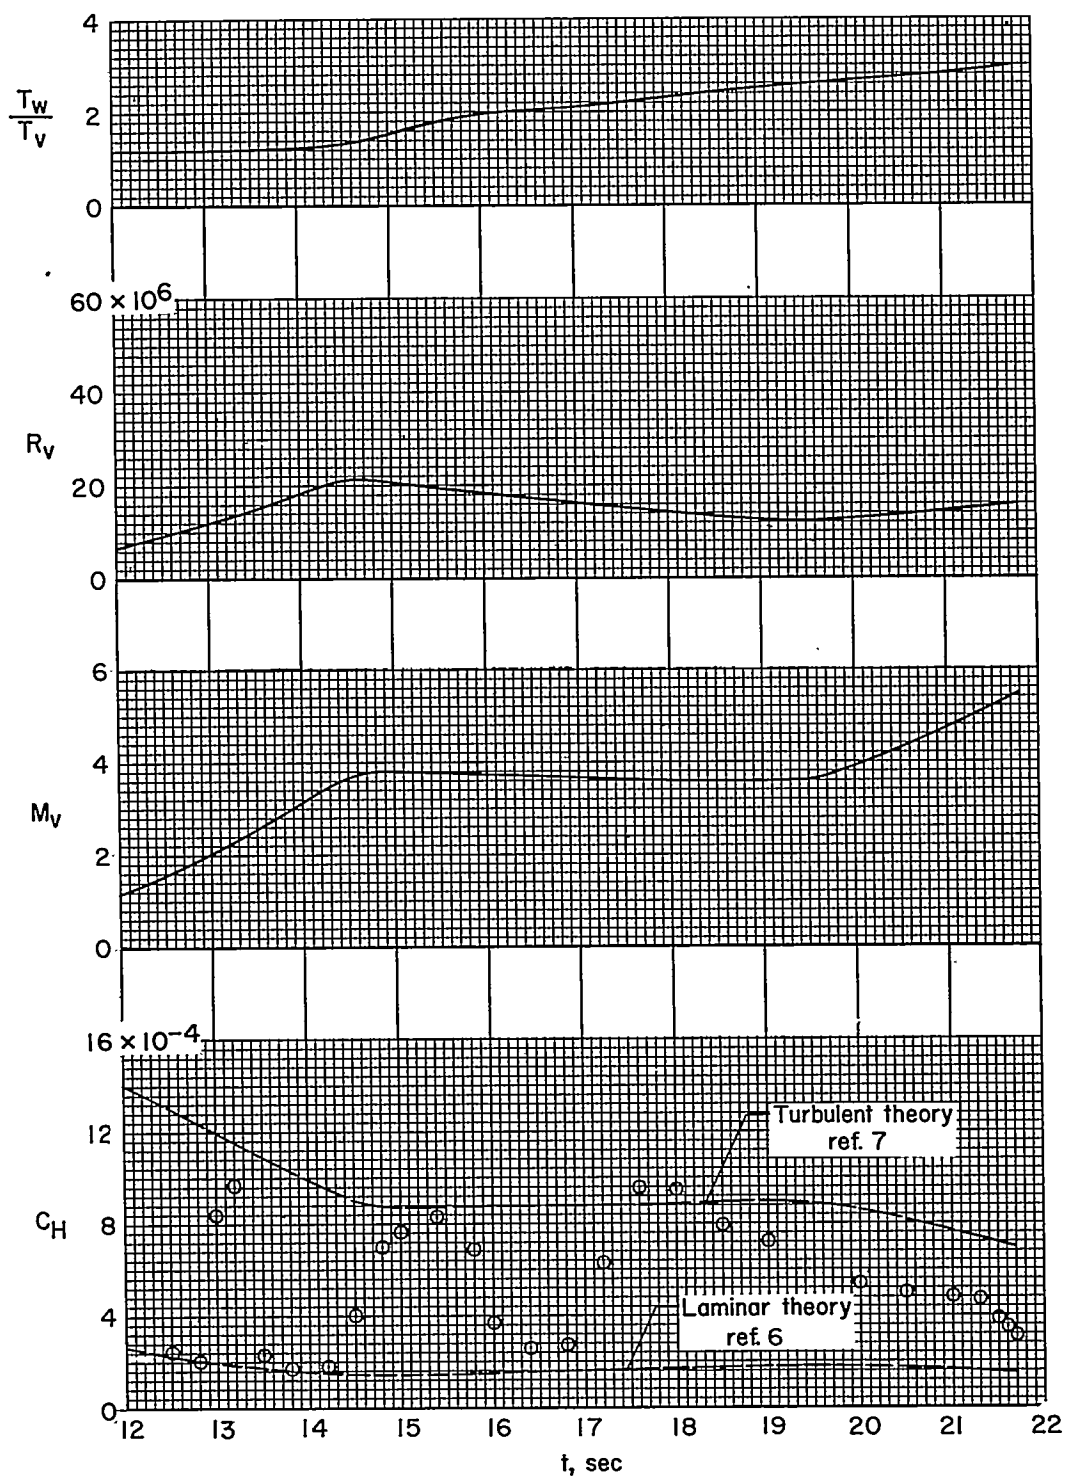 4
T_W
T_V
2
0
60 × 10⁶
40
R_V
20
0
6
4
M_V
2
0
16 × 10⁻⁴
Turbulent theory
ref. 7
12
C_H
8
Laminar theory
ref. 6
4
0
12 13 14 15 16 17 18 19 20 21 22
t, sec